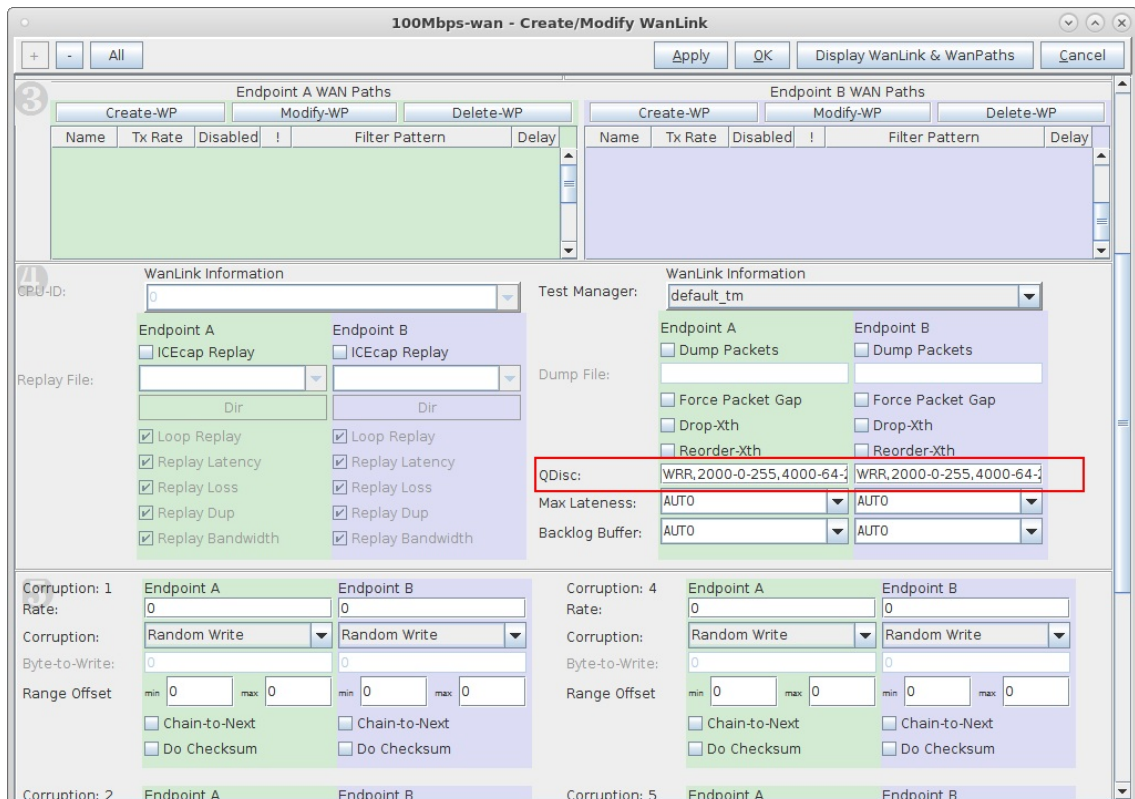 100Mbps-wan - Create/Modify WanLink
+ - All Apply OK Display WanLink & WanPaths Cancel
3
Endpoint A WAN Paths Endpoint B WAN Paths
Create-WP Modify-WP Delete-WP Create-WP Modify-WP Delete-WP
Name Tx Rate Disabled ! Filter Pattern Delay Name Tx Rate Disabled ! Filter Pattern Delay
4
WanLink Information WanLink Information
CPU-ID: 0 Test Manager: default_tm
Endpoint A Endpoint B Endpoint A Endpoint B
ICEcap Replay ICEcap Replay Dump Packets Dump Packets
Replay File: Dump File:
Dir Dir Force Packet Gap Force Packet Gap
Drop-Xth Drop-Xth
Loop Replay Loop Replay Reorder-Xth Reorder-Xth
Replay Latency Replay Latency QDisc: WRR,2000-0-255,4000-64-2 WRR,2000-0-255,4000-64-2
Replay Loss Replay Loss Max Lateness: AUTO AUTO
Replay Dup Replay Dup
Replay Bandwidth Replay Bandwidth Backlog Buffer: AUTO AUTO
5
Corruption: 1 Endpoint A Endpoint B Corruption: 4 Endpoint A Endpoint B
Rate: 0 0 Rate: 0 0
Corruption: Random Write Random Write Corruption: Random Write Random Write
Byte-to-Write: 0 0 Byte-to-Write: 0 0
Range Offset min 0 max 0 min 0 max 0 Range Offset min 0 max 0 min 0 max 0
Chain-to-Next Chain-to-Next Chain-to-Next Chain-to-Next
Do Checksum Do Checksum Do Checksum Do Checksum
Corruption: 2 Endpoint A Endpoint B Corruption: 5 Endpoint A Endpoint B